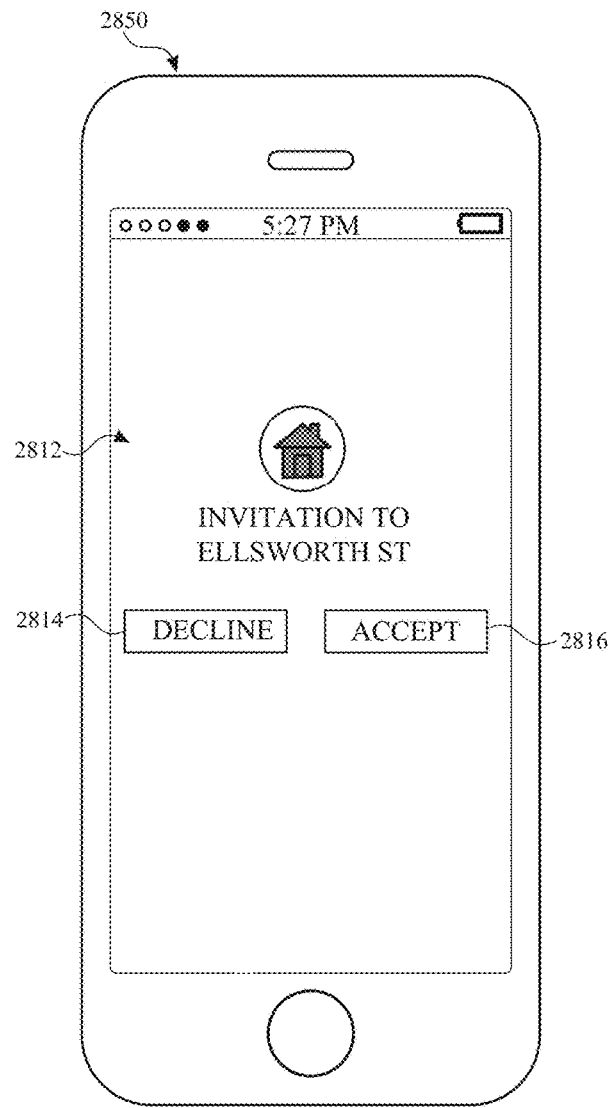 2850
5:27 PM
2812
INVITATION TO
ELLSWORTH ST
2814
DECLINE
ACCEPT
2816